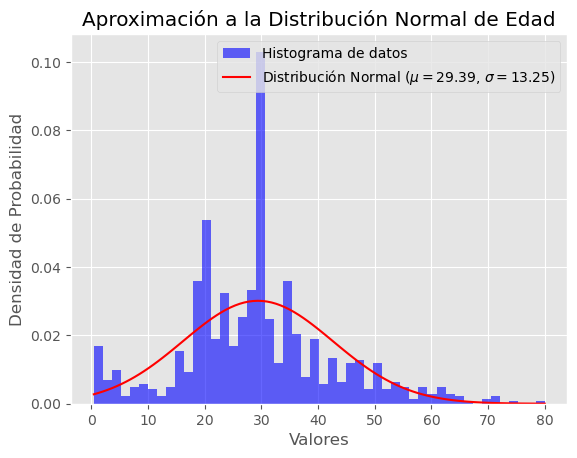 Aproximación a la Distribución Normal de Edad
Histograma de datos
Distribución Normal (μ = 29.39, σ = 13.25)
Densidad de Probabilidad
0.10
0.08
0.06
0.04
0.02
0.00
0 10 20 30 40 50 60 70 80
Valores